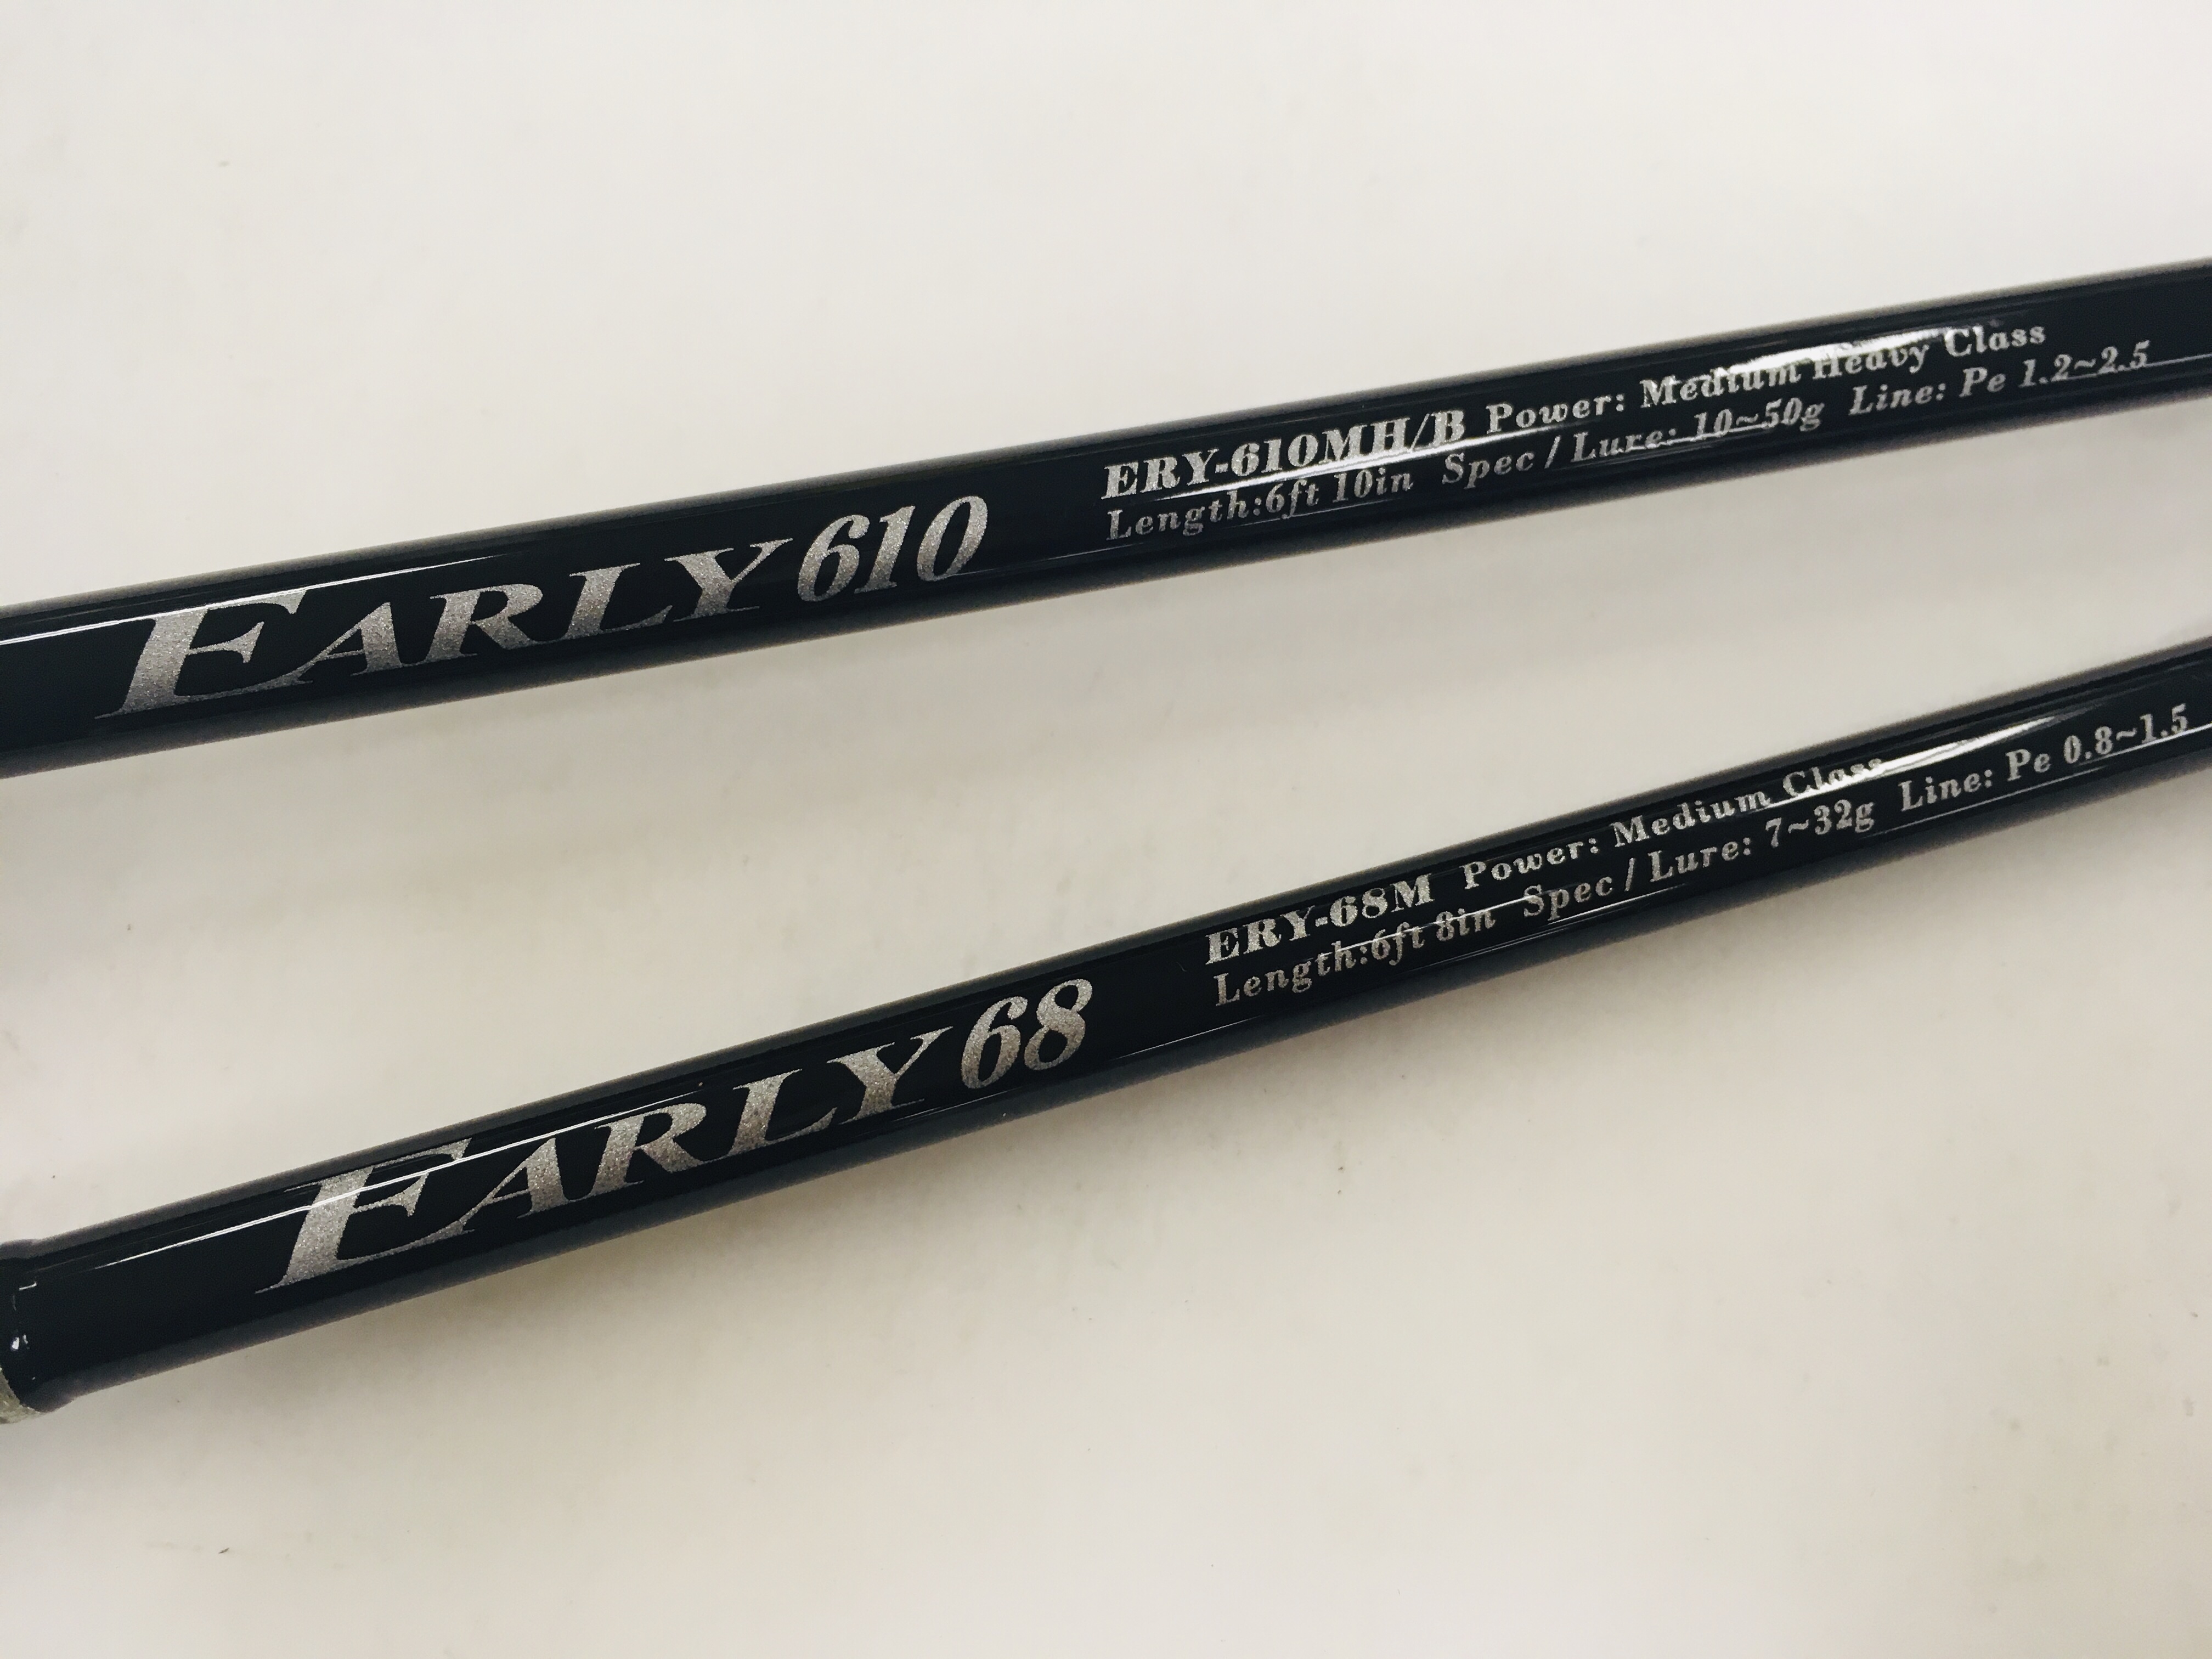 EARLY 610
ERY-610MH/B Power: Medium Heavy Class
Length:6ft 10in Spec / Lure: 10~50g Line: Pe 1.2~2.5
EARLY 68
ERY-68M Power: Medium Class
Length:6ft 8in Spec / Lure: 7~32g Line: Pe 0.8~1.5